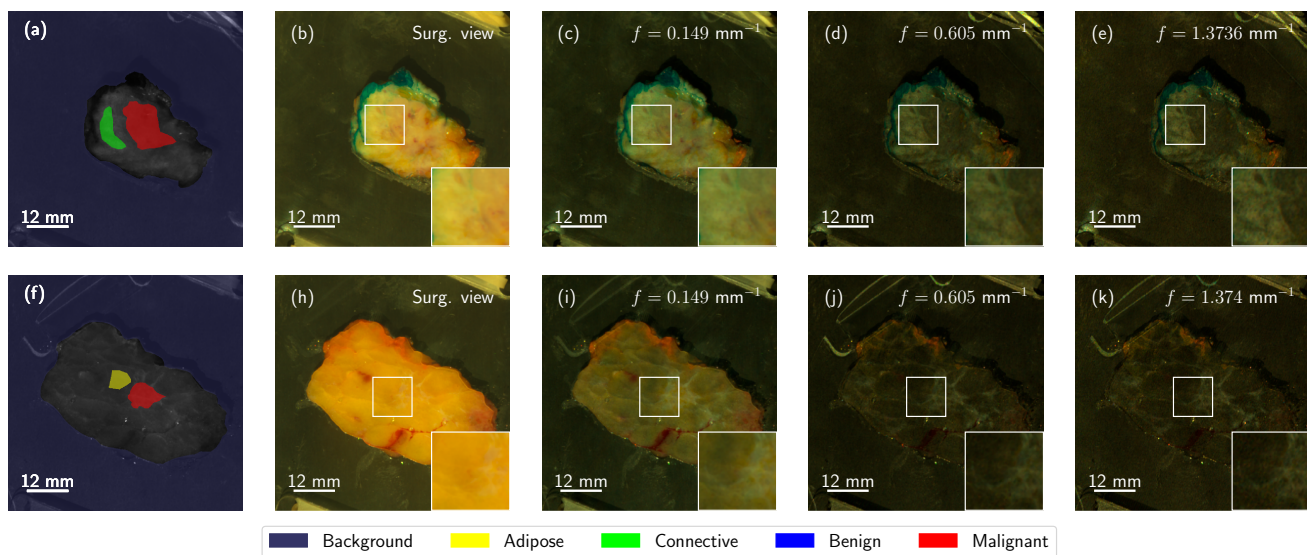 (a)
12 mm
(b) Surg. view
12 mm
(c) f = 0.149 mm⁻¹
12 mm
(d) f = 0.605 mm⁻¹
12 mm
(e) f = 1.3736 mm⁻¹
12 mm
(f)
12 mm
(h) Surg. view
12 mm
(i) f = 0.149 mm⁻¹
12 mm
(j) f = 0.605 mm⁻¹
12 mm
(k) f = 1.374 mm⁻¹
12 mm
Background Adipose Connective Benign Malignant